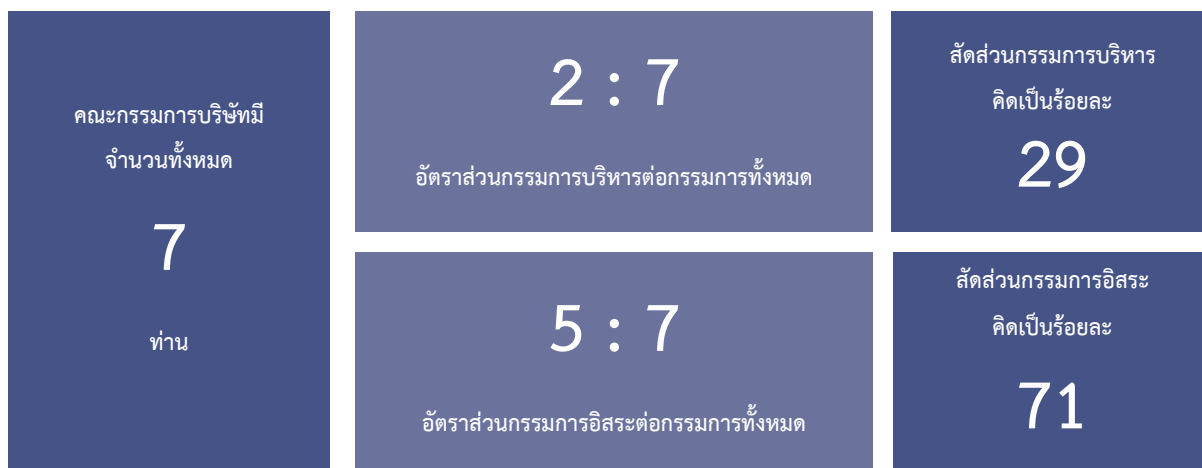 คณะกรรมการบริษัทมี
จำนวนทั้งหมด
7
ท่าน
2 : 7
อัตราส่วนกรรมการบริหารต่อกรรมการทั้งหมด
สัดส่วนกรรมการบริหาร
คิดเป็นร้อยละ
29
5 : 7
อัตราส่วนกรรมการอิสระต่อกรรมการทั้งหมด
สัดส่วนกรรมการอิสระ
คิดเป็นร้อยละ
71